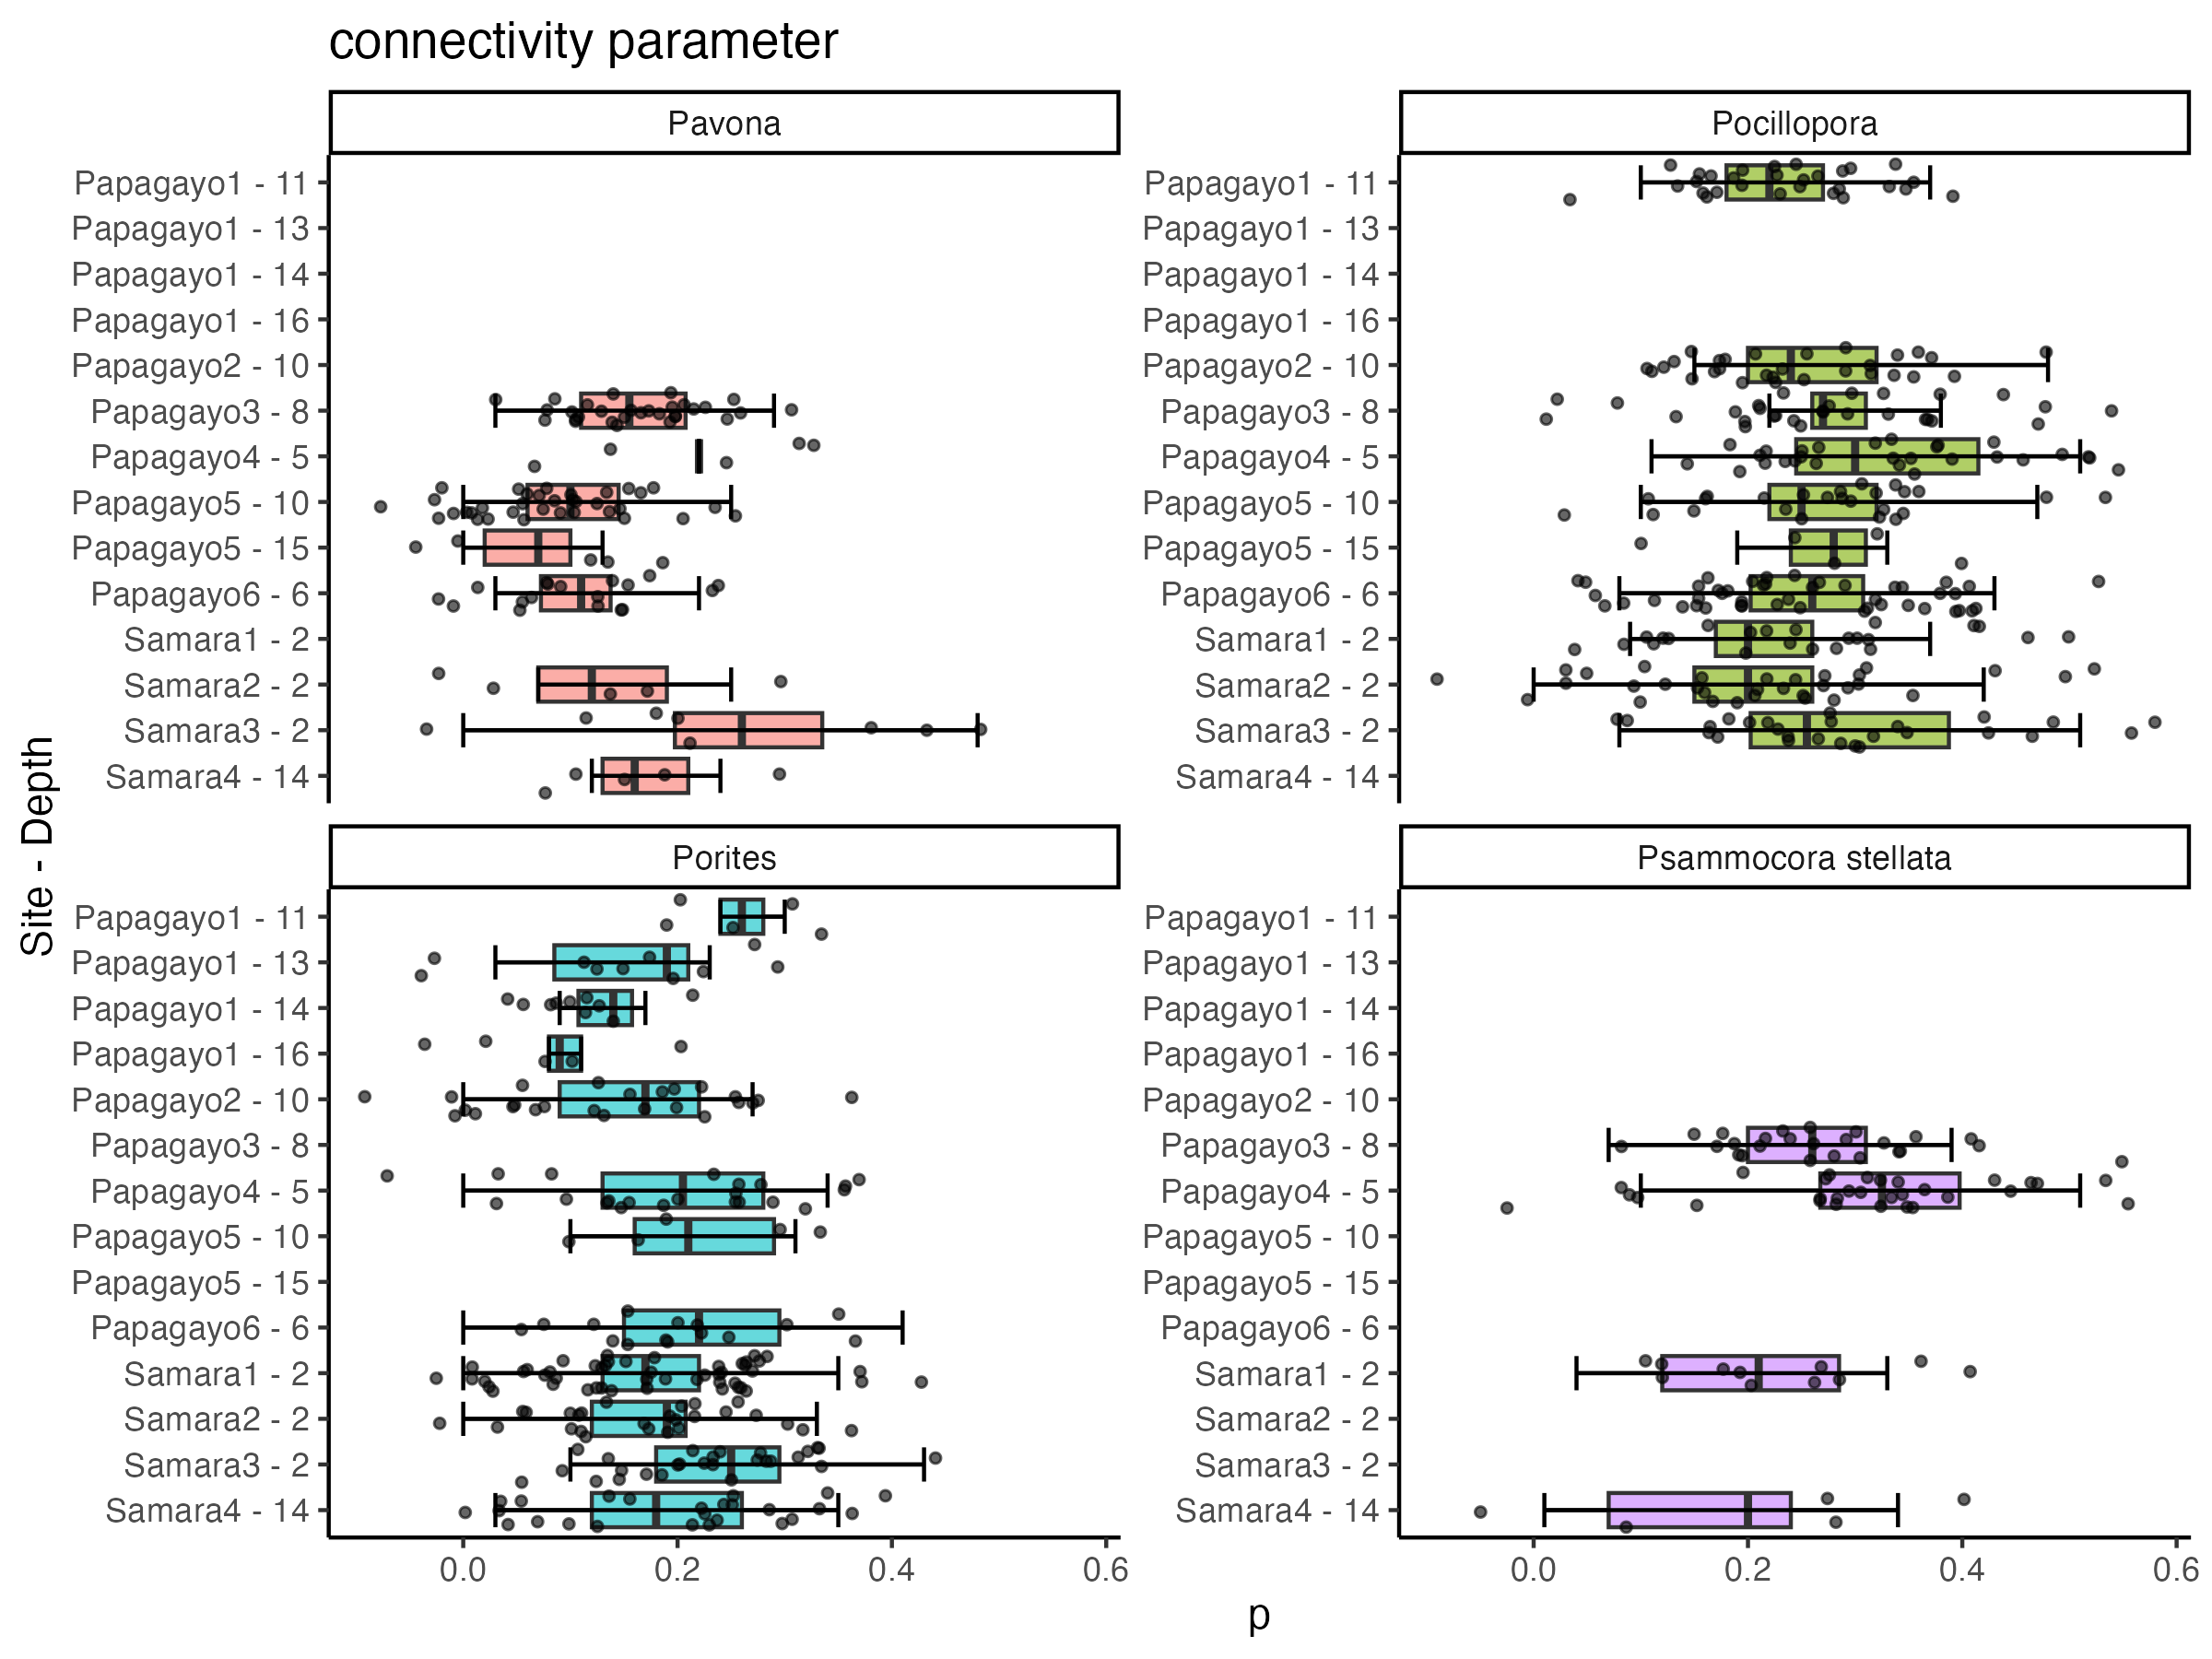 connectivity parameter
Pavona
Pocillopora
Papagayo1 - 11
Papagayo1 - 13
Papagayo1 - 14
Papagayo1 - 16
Papagayo2 - 10
Papagayo3 - 8
Papagayo4 - 5
Papagayo5 - 10
Papagayo5 - 15
Papagayo6 - 6
Samara1 - 2
Samara2 - 2
Samara3 - 2
Samara4 - 14
Papagayo1 - 11
Papagayo1 - 13
Papagayo1 - 14
Papagayo1 - 16
Papagayo2 - 10
Papagayo3 - 8
Papagayo4 - 5
Papagayo5 - 10
Papagayo5 - 15
Papagayo6 - 6
Samara1 - 2
Samara2 - 2
Samara3 - 2
Samara4 - 14
Site - Depth
Porites
Psammocora stellata
Papagayo1 - 11
Papagayo1 - 13
Papagayo1 - 14
Papagayo1 - 16
Papagayo2 - 10
Papagayo3 - 8
Papagayo4 - 5
Papagayo5 - 10
Papagayo5 - 15
Papagayo6 - 6
Samara1 - 2
Samara2 - 2
Samara3 - 2
Samara4 - 14
Papagayo1 - 11
Papagayo1 - 13
Papagayo1 - 14
Papagayo1 - 16
Papagayo2 - 10
Papagayo3 - 8
Papagayo4 - 5
Papagayo5 - 10
Papagayo5 - 15
Papagayo6 - 6
Samara1 - 2
Samara2 - 2
Samara3 - 2
Samara4 - 14
0.0 0.2 0.4 0.6
0.0 0.2 0.4 0.6
p